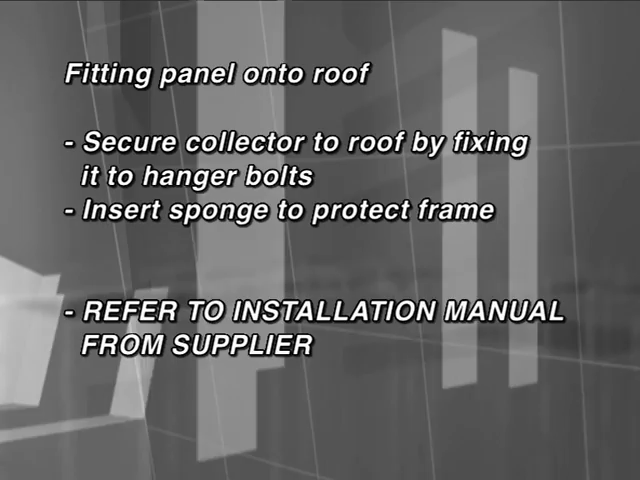 Fitting panel onto roof
- Secure collector to roof by fixing
it to hanger bolts
- Insert sponge to protect frame
- REFER TO INSTALLATION MANUAL
FROM SUPPLIER